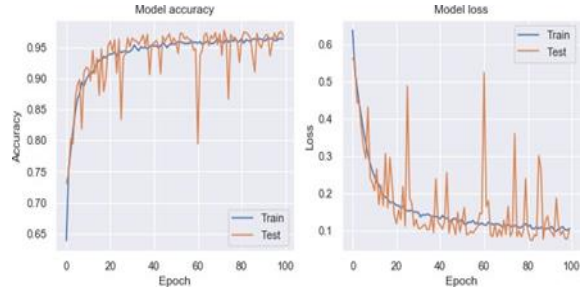 Model accuracy
0.95
0.90
0.85
0.80
0.75
0.70
0.65
Accuracy
Train
Test
0 20 40 60 80 100
Epoch
Model loss
0.6
0.5
0.4
0.3
0.2
0.1
Loss
Train
Test
0 20 40 60 80 100
Epoch